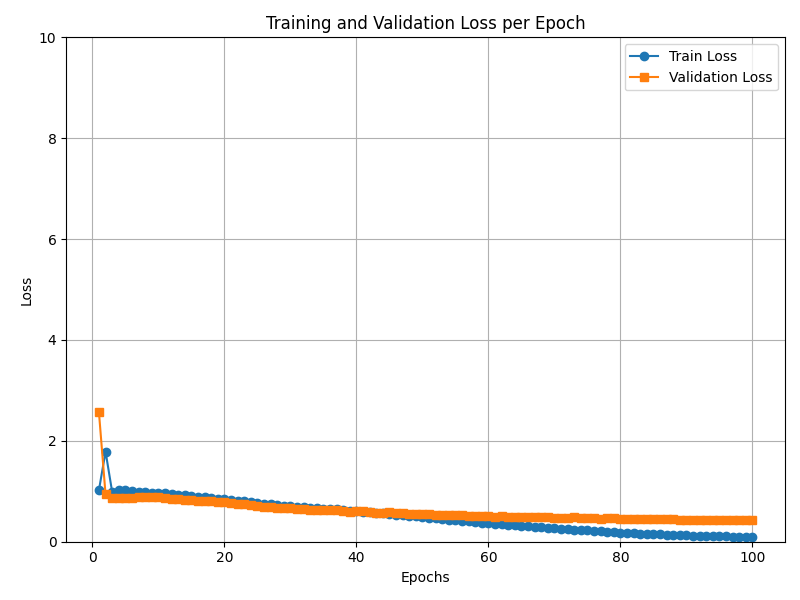 Training and Validation Loss per Epoch
Train Loss
Validation Loss
Loss
10
8
6
4
2
0
0 20 40 60 80 100
Epochs